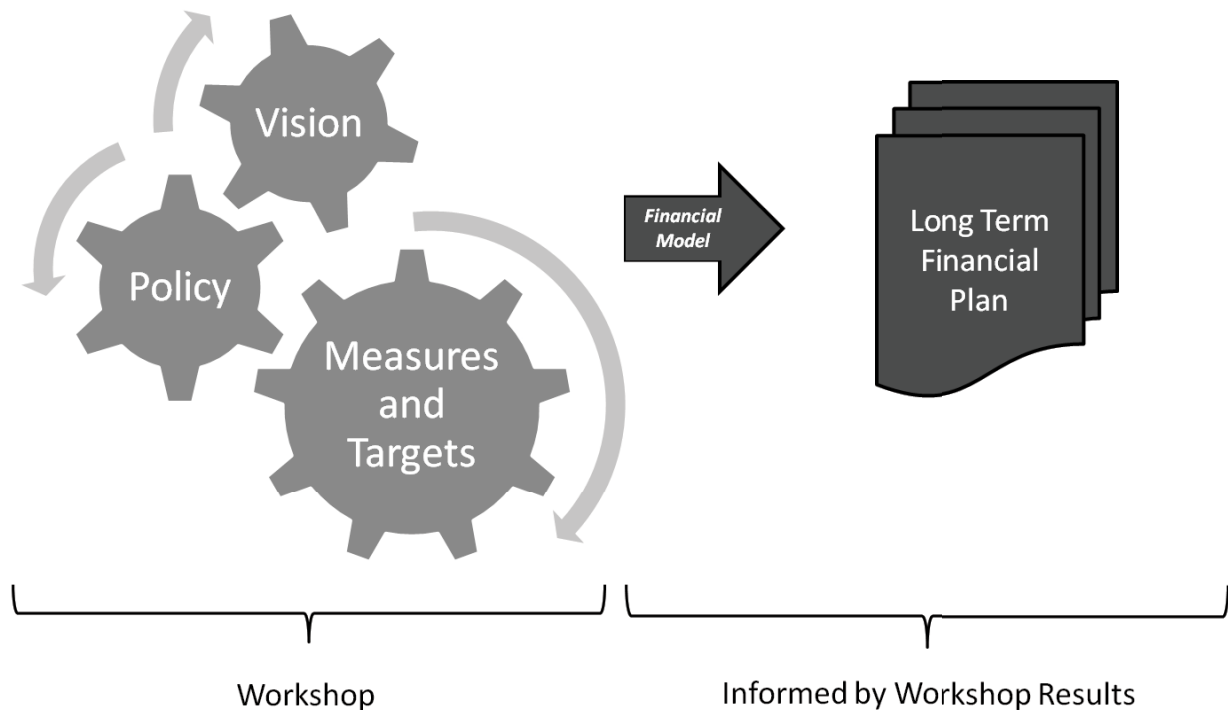 Vision
Policy
Measures
and
Targets
Financial
Model
Long Term
Financial
Plan
Workshop
Informed by Workshop Results